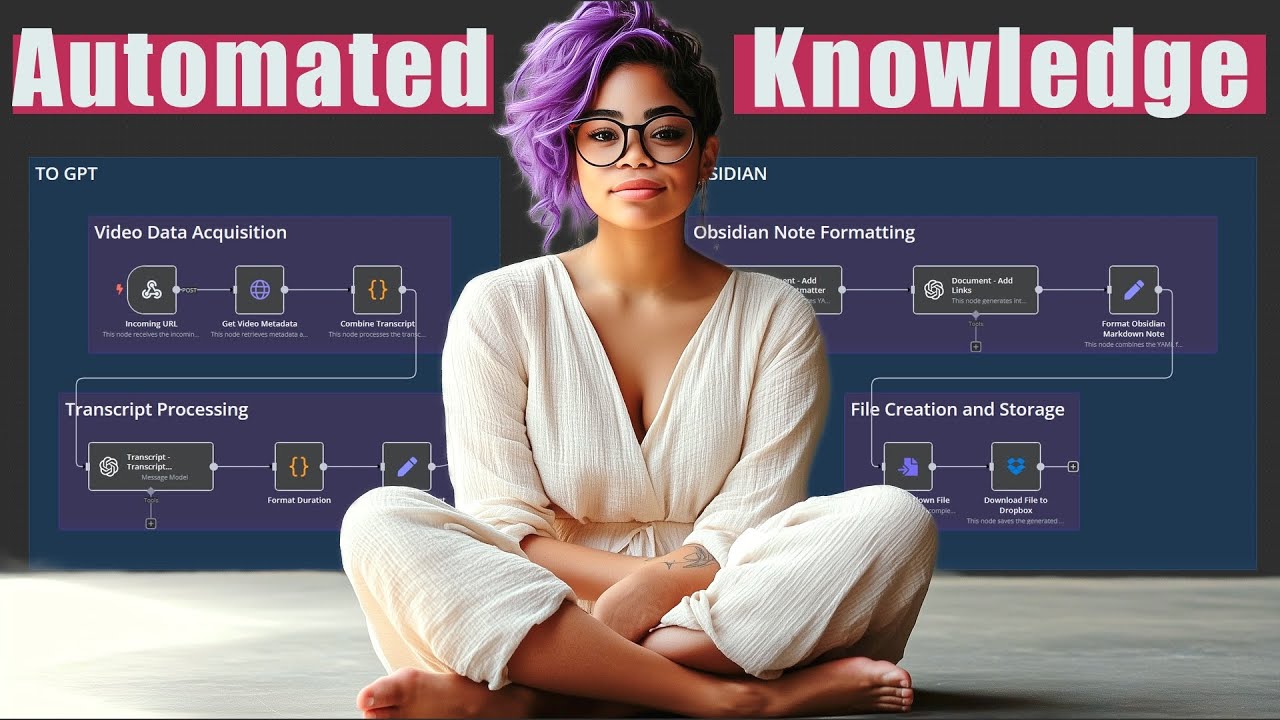 Automated Knowledge
TO GPT
Video Data Acquisition
POST
Incoming URL
This node receives the incomin...
Get Video Metadata
This node retrieves metadata a...
Combine Transcript
This node processes the transc...
Transcript Processing
Transcript -
Transcript...
Message Model
Tools
Format Duration
SIDIAN
Obsidian Note Formatting
Document - Add
Links
This node generates Int...
Tools
Format Obsidian
Markdown Note
This node combines the YAML f...
File Creation and Storage
File
Download File to
Dropbox
This node saves the generated ...